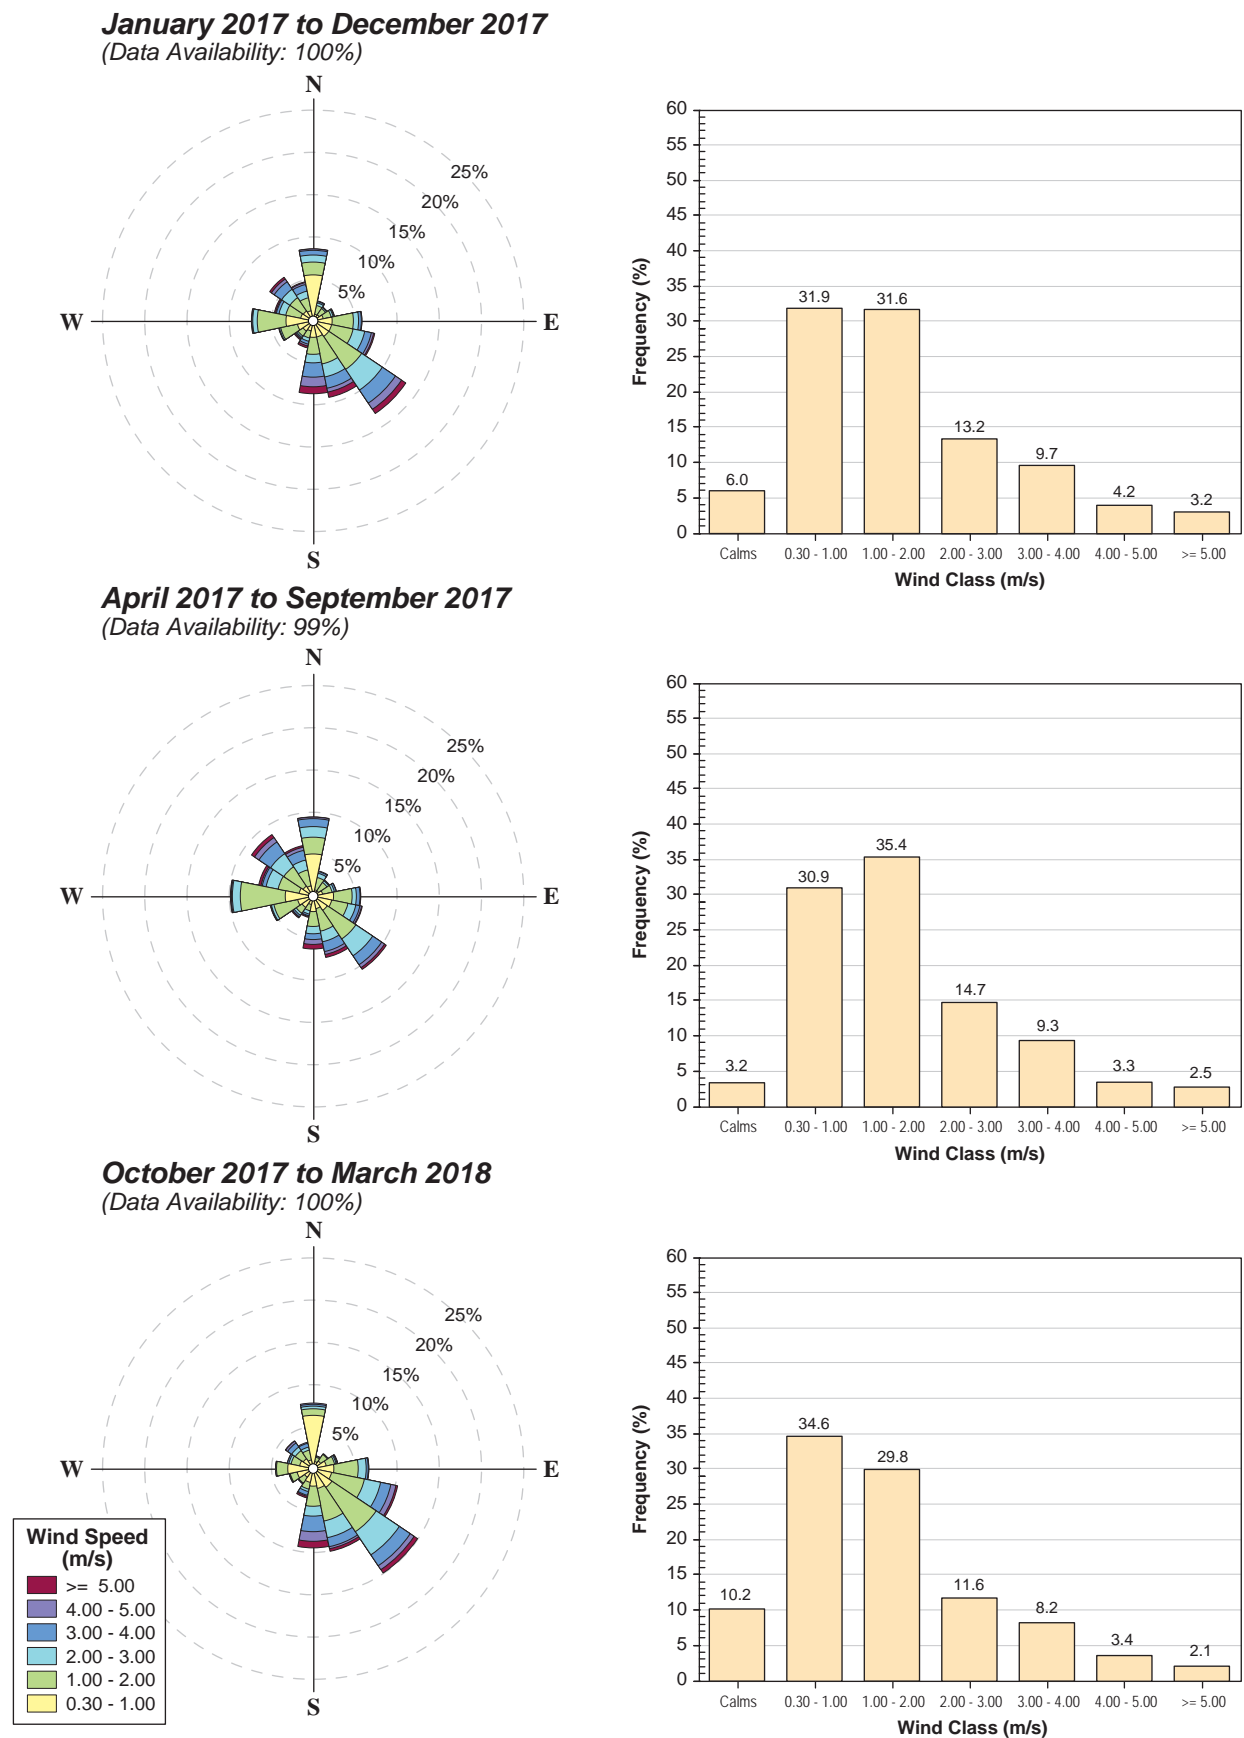 January 2017 to December 2017
(Data Availability: 100%)
N
25%
20%
15%
10%
5%
W
E
S
60
55
50
45
40
35
30
25
20
15
10
5
0
Frequency (%)
6.0
31.9
31.6
13.2
9.7
4.2
3.2
Calms 0.30 - 1.00 1.00 - 2.00 2.00 - 3.00 3.00 - 4.00 4.00 - 5.00 >= 5.00
Wind Class (m/s)
April 2017 to September 2017
(Data Availability: 99%)
N
25%
20%
15%
10%
5%
W
E
S
60
55
50
45
40
35
30
25
20
15
10
5
0
Frequency (%)
3.2
30.9
35.4
14.7
9.3
3.3
2.5
Calms 0.30 - 1.00 1.00 - 2.00 2.00 - 3.00 3.00 - 4.00 4.00 - 5.00 >= 5.00
Wind Class (m/s)
October 2017 to March 2018
(Data Availability: 100%)
N
25%
20%
15%
10%
5%
W
E
S
Wind Speed
(m/s)
>= 5.00
4.00 - 5.00
3.00 - 4.00
2.00 - 3.00
1.00 - 2.00
0.30 - 1.00
60
55
50
45
40
35
30
25
20
15
10
5
0
Frequency (%)
10.2
34.6
29.8
11.6
8.2
3.4
2.1
Calms 0.30 - 1.00 1.00 - 2.00 2.00 - 3.00 3.00 - 4.00 4.00 - 5.00 >= 5.00
Wind Class (m/s)